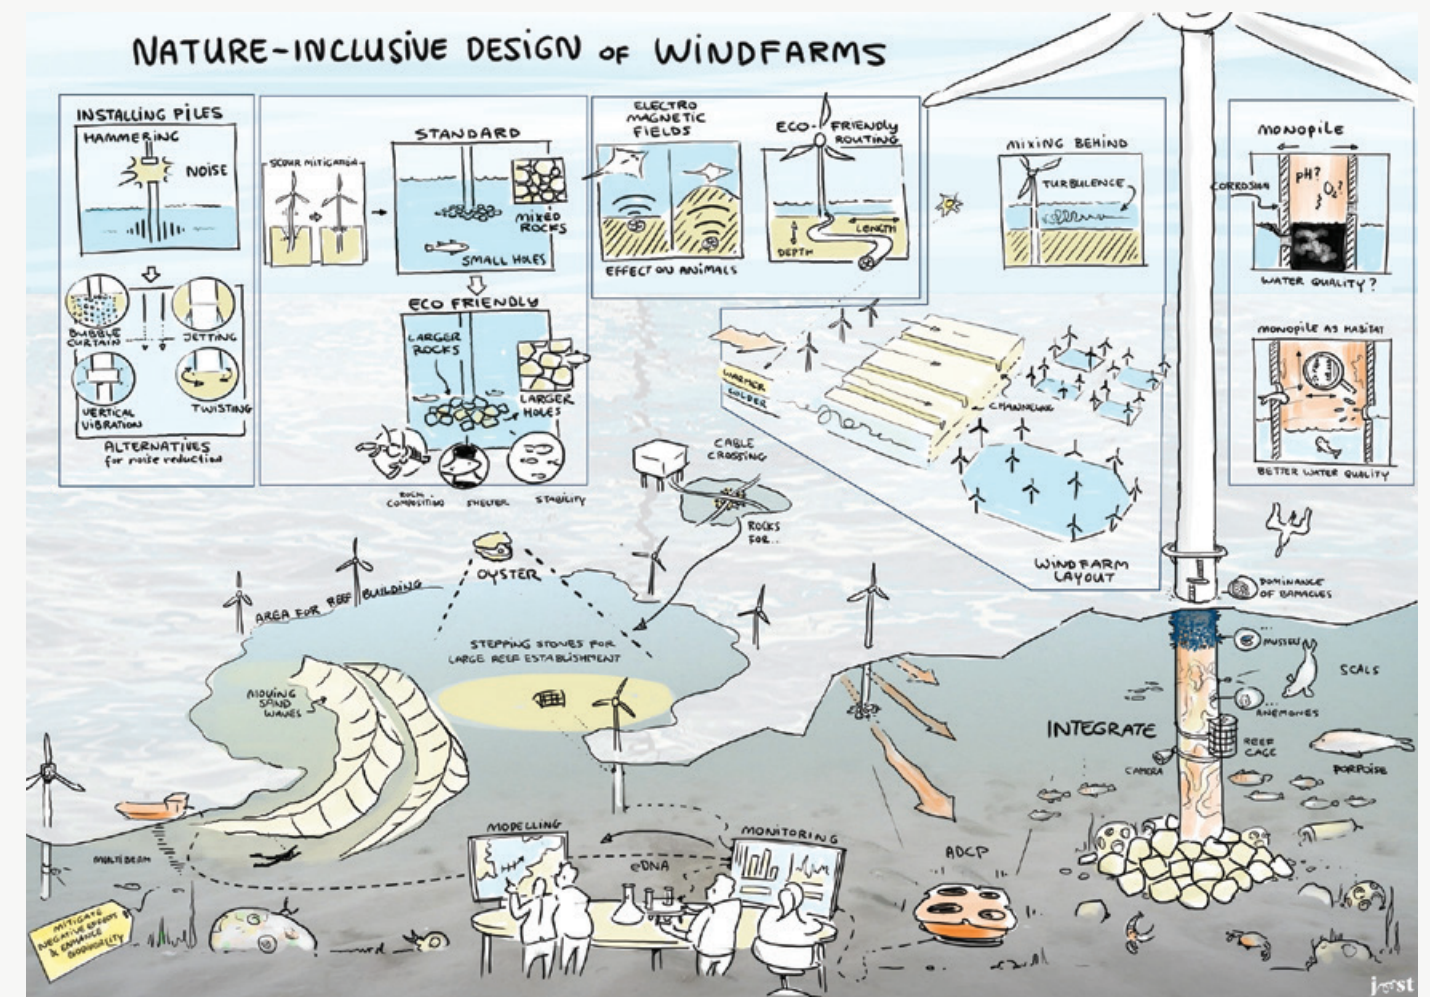 NATURE-INCLUSIVE DESIGN OF WINDFARMS
INSTALLING PILES
HAMMERING
NOISE
BUBBLE
CURTAIN
JETTING
VERTICAL
VIBRATION
TWISTING
ALTERNATIVES
for noise reduction
SCOUR MITIGATION
STANDARD
MIXED
ROCKS
SMALL HOLES
ECO FRIENDLY
LARGER
ROCKS
LARGER
HOLES
ROCK
COMPOSITION
SHELTER
STABILITY
ELECTRO
MAGNETIC
FIELDS
EFFECT ON ANIMALS
ECO-FRIENDLY
ROUTING
LENGTH
DEPTH
MIXING BEHIND
TURBULENCE
WARMER
COLDER
CHANNELING
WINDFARM
LAYOUT
MONOPILE
CORROSION
pH?
O2?
WATER QUALITY?
MONOPILE AS HABITAT
BETTER WATER QUALITY
CABLE
CROSSING
ROCKS
FOR...
OYSTER
AREA FOR REEF BUILDING
STEPPING STONES FOR
LARGE REEF ESTABLISHMENT
MOVING
SAND
WAVES
DOMINANCE
OF BARNACLES
MUSSELS
SEALS
ANEMONES
INTEGRATE
REEF
CAGE
CAMERA
PORPOISE
MULTIBEAM
MODELLING
MONITORING
eDNA
ADCP
MITIGATE
NEGATIVE EFFECTS
& ENHANCE
BIODIVERSITY
joost